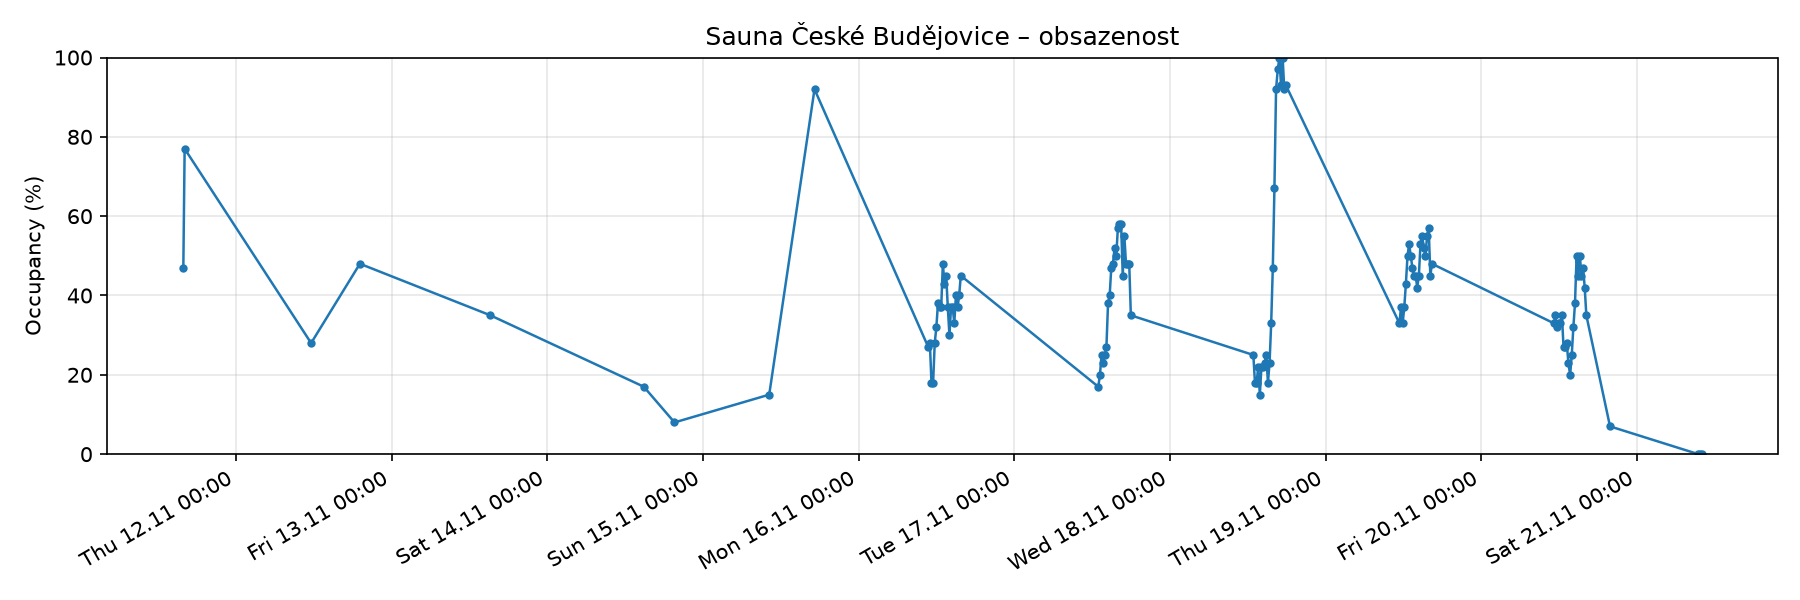 Sauna České Budějovice – obsazenost
Occupancy (%)
100
80
60
40
20
0
Thu 12.11 00:00
Fri 13.11 00:00
Sat 14.11 00:00
Sun 15.11 00:00
Mon 16.11 00:00
Tue 17.11 00:00
Wed 18.11 00:00
Thu 19.11 00:00
Fri 20.11 00:00
Sat 21.11 00:00